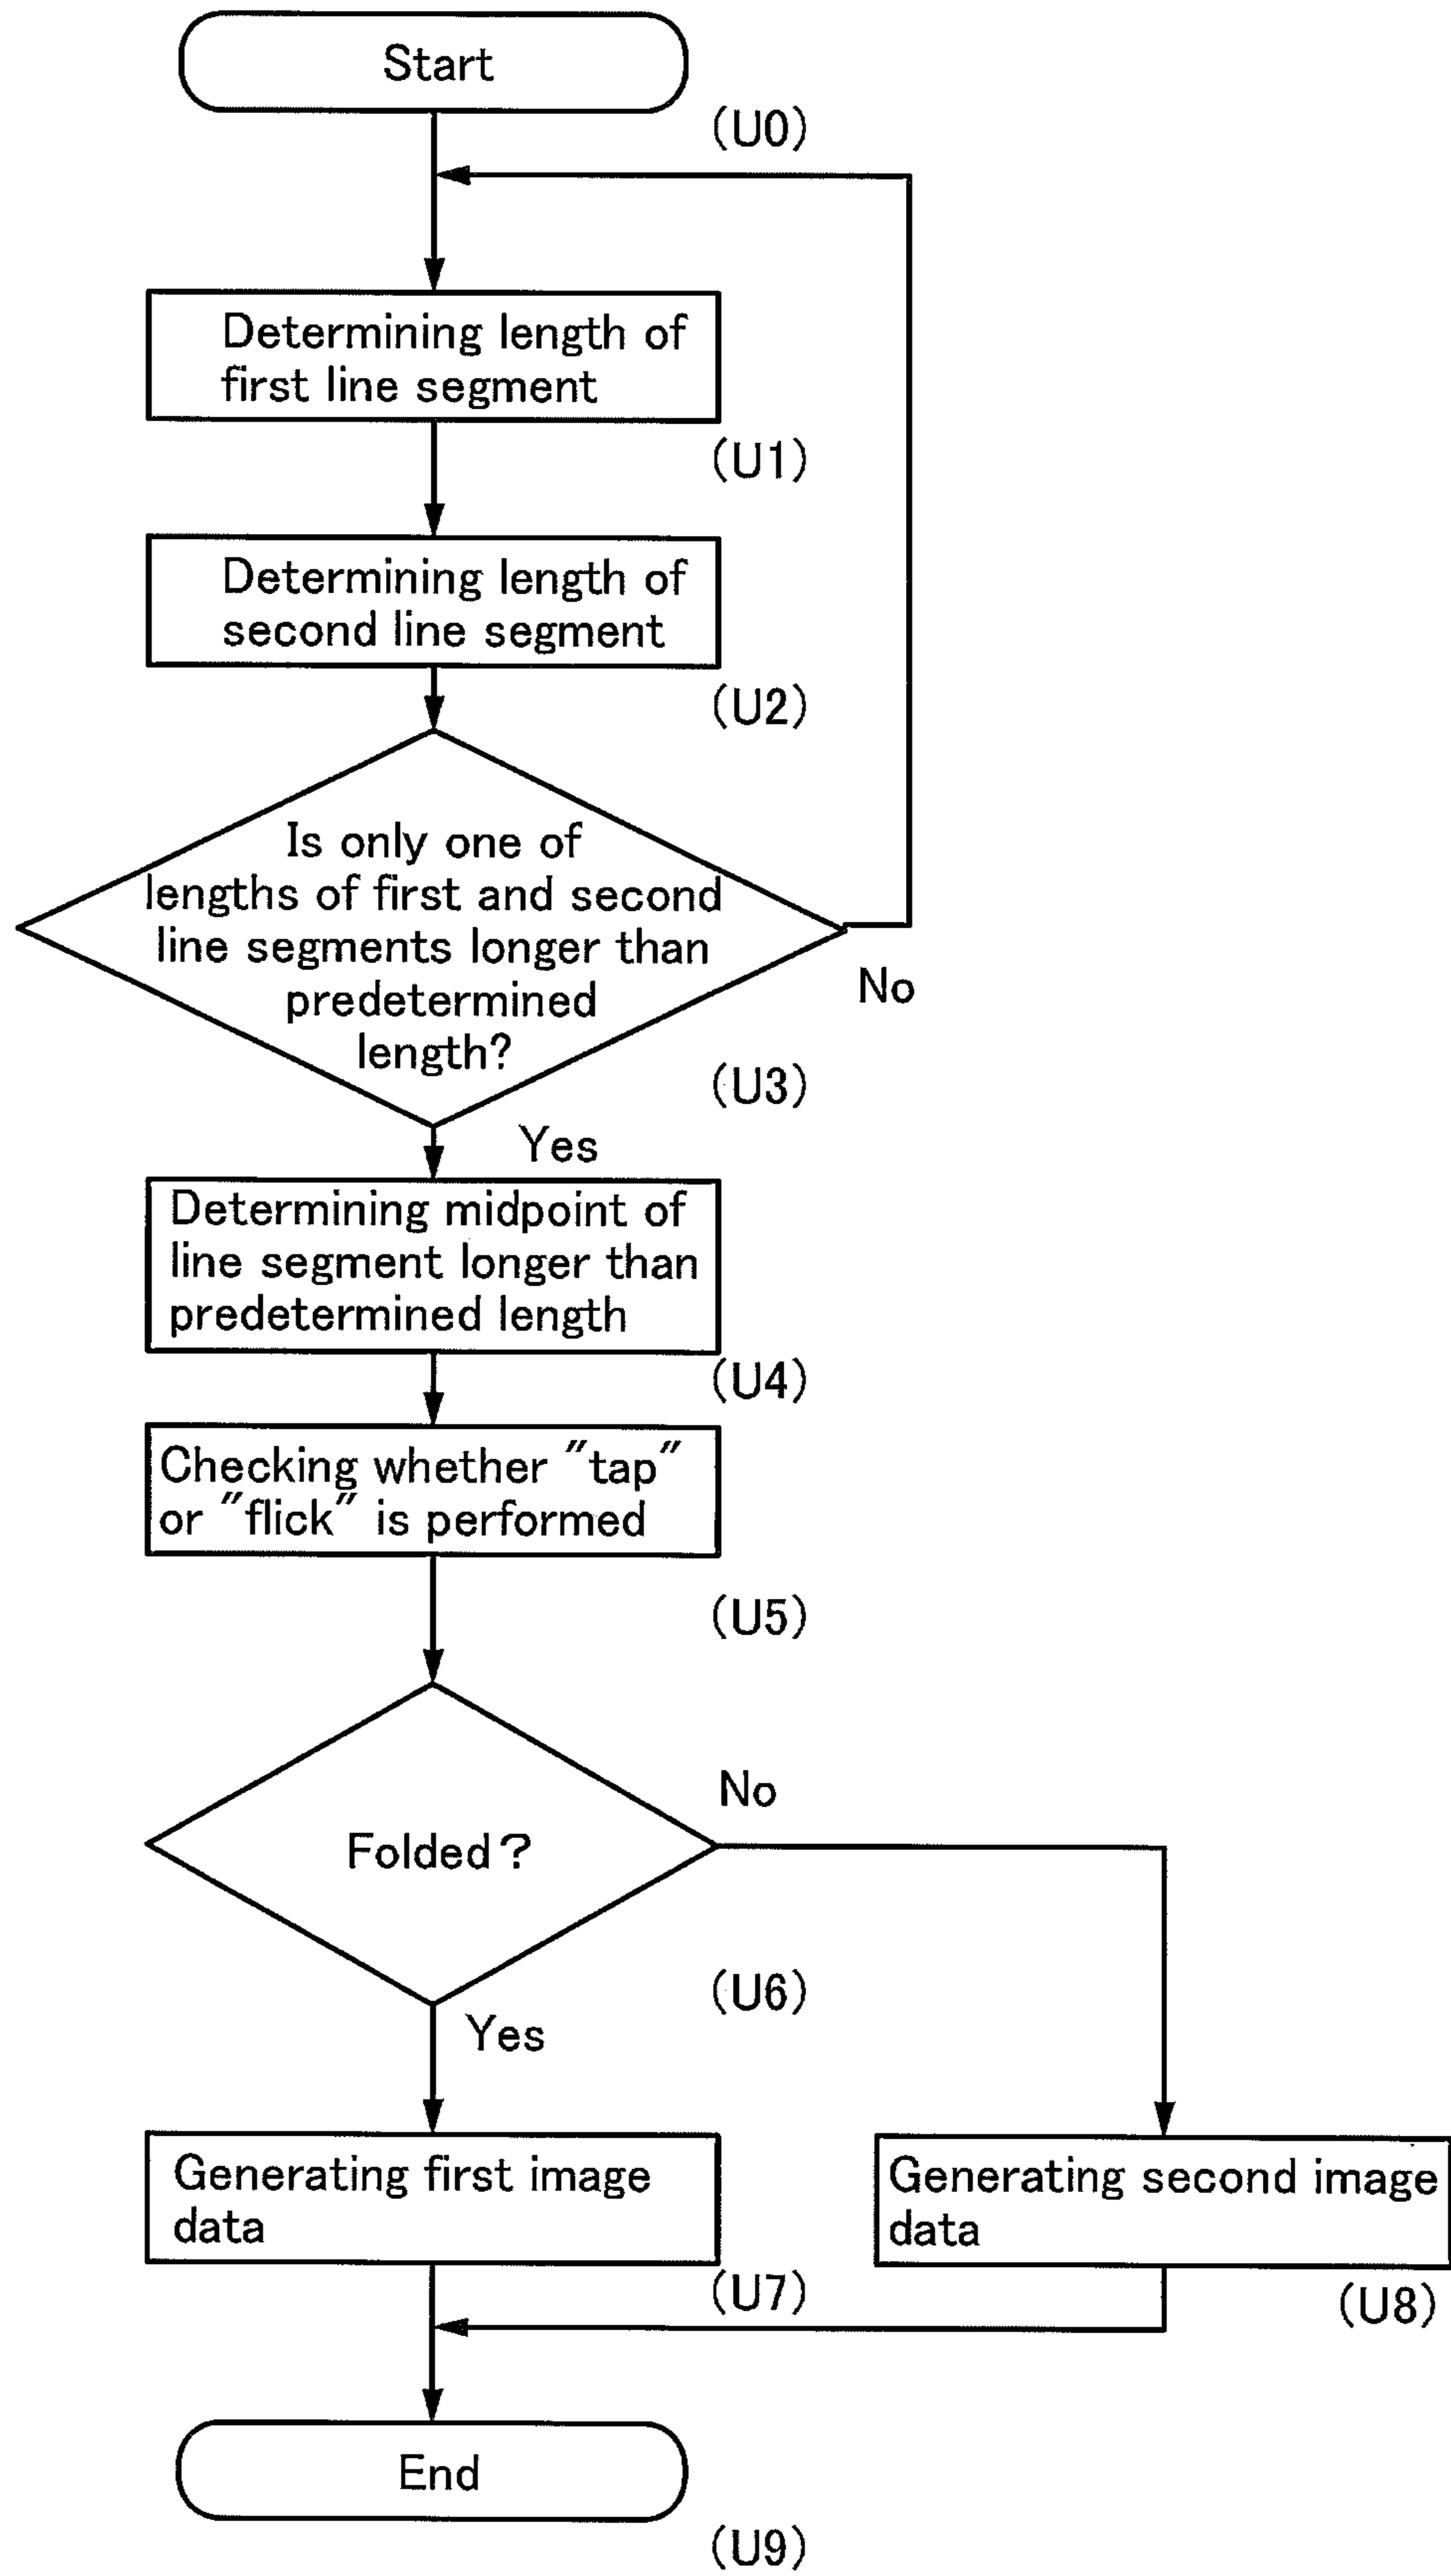 Start
(U0)
Determining length of
first line segment
(U1)
Determining length of
second line segment
(U2)
Is only one of
lengths of first and second
line segments longer than
predetermined
length?
No
(U3)
Yes
Determining midpoint of
line segment longer than
predetermined length
(U4)
Checking whether "tap"
or "flick" is performed
(U5)
No
Folded?
(U6)
Yes
Generating first image
data
(U7)
Generating second image
data
(U8)
End
(U9)